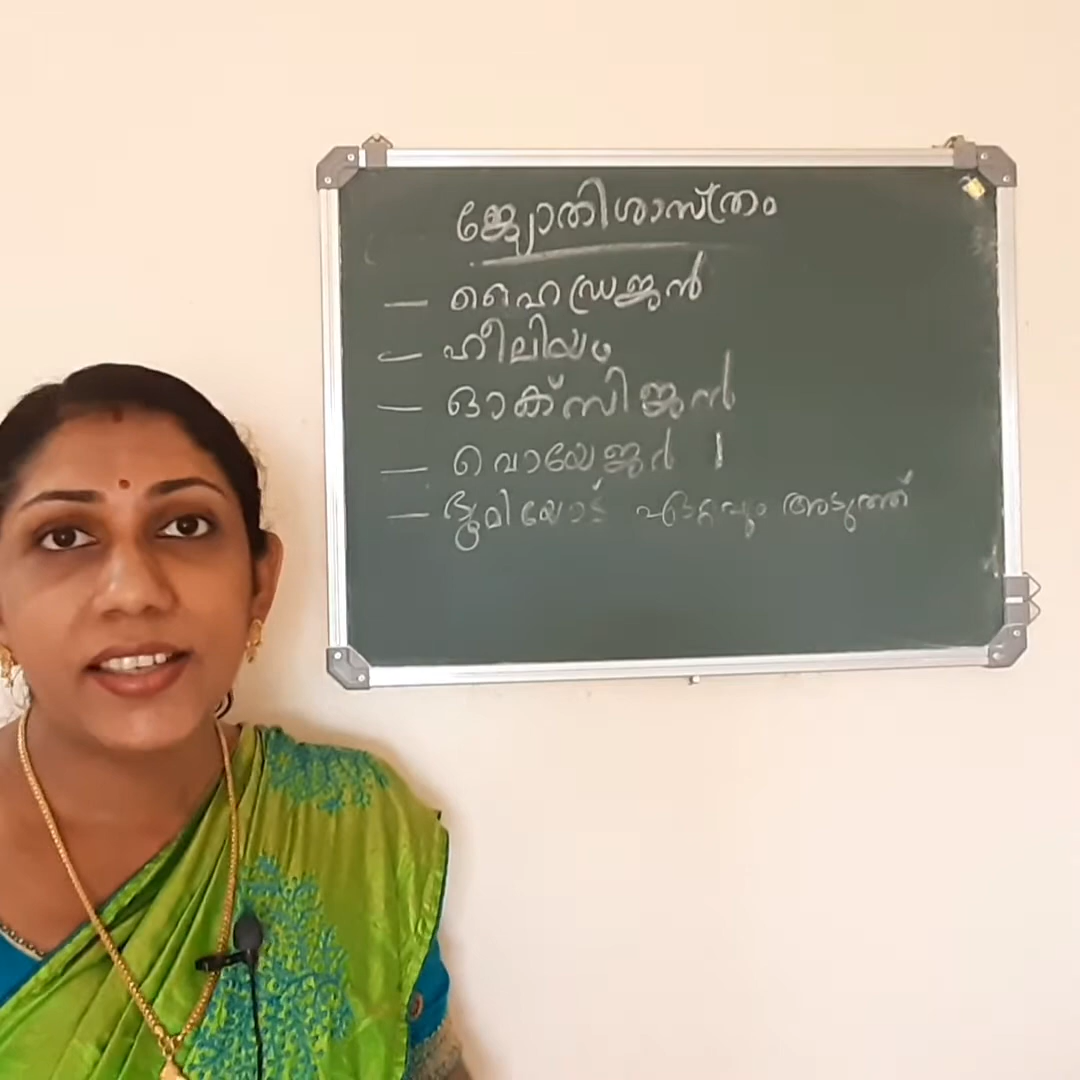 ജ്യോതിശാസ്ത്രം
— ഹൈഡ്രജൻ
— ഹീലിയം
— ഓക്സിജൻ
— വൊയേജർ 1
— ഭൂമിയോട് ഏറ്റവും അടുത്ത്